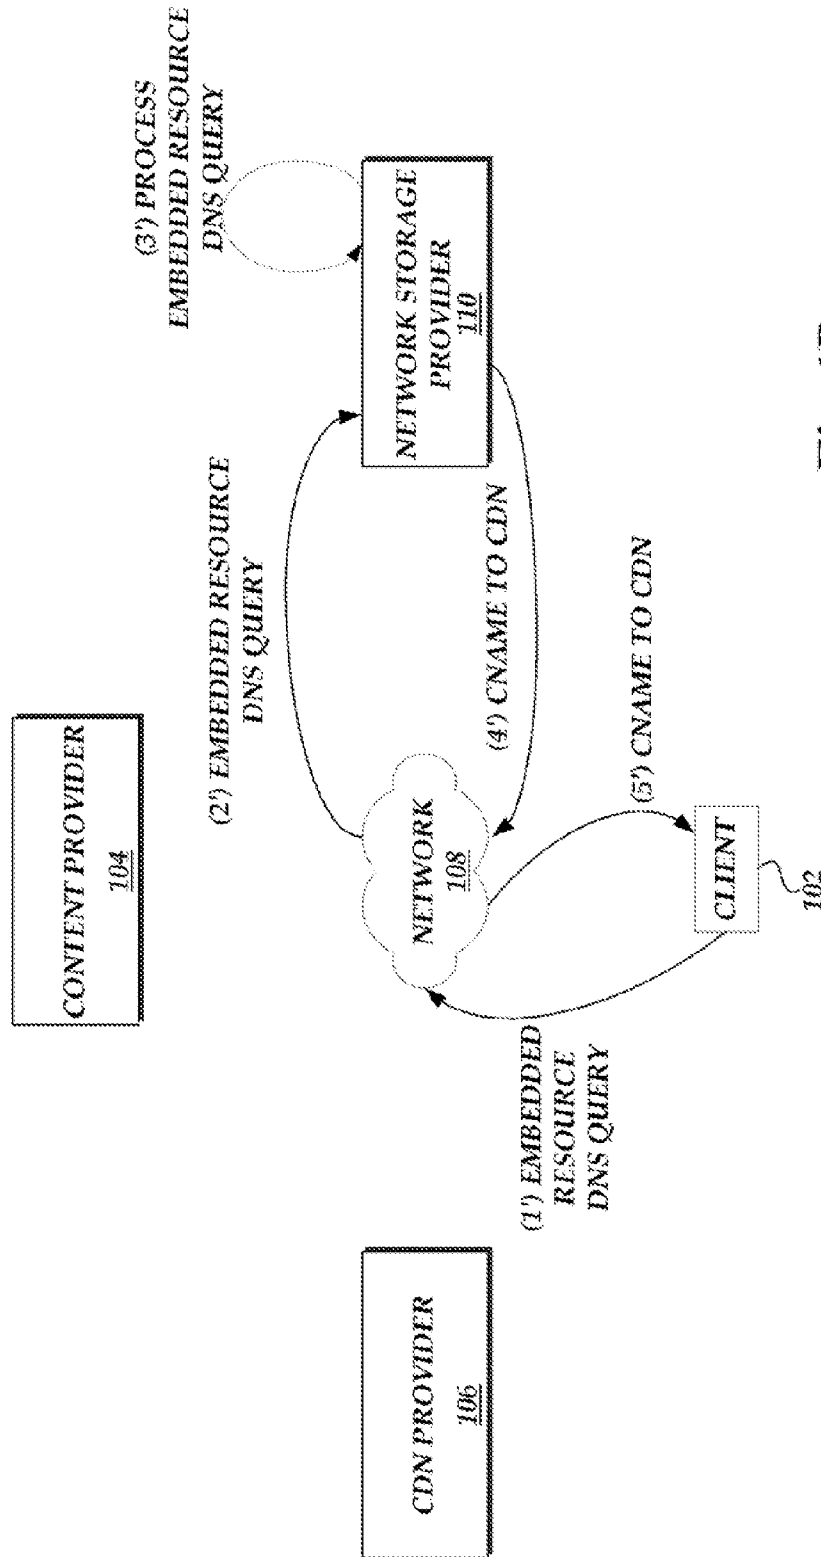 CONTENT PROVIDER
104
(3') PROCESS
EMBEDDED RESOURCE
DNS QUERY
(2') EMBEDDED RESOURCE
DNS QUERY
CDN PROVIDER
106
NETWORK
108
NETWORK STORAGE
PROVIDER
110
(4') CNAME TO CDN
(1') EMBEDDED
RESOURCE
DNS QUERY
(5') CNAME TO CDN
CLIENT
102